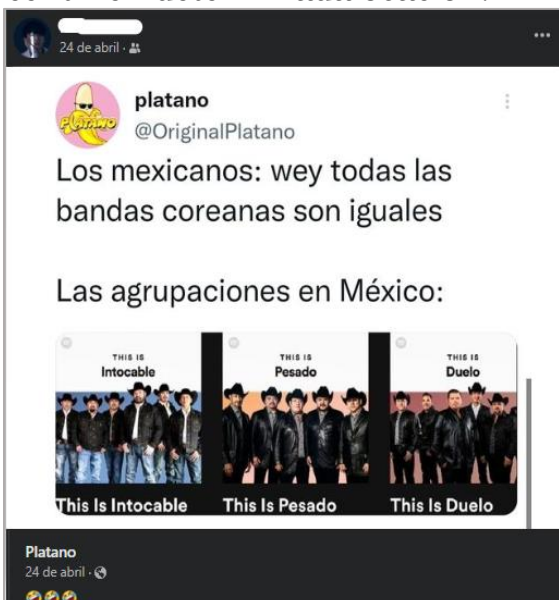 24 de abril ·
platano
PLATANO
@OriginalPlatano
Los mexicanos: wey todas las
bandas coreanas son iguales
Las agrupaciones en México:
THIS IS
Intocable
THIS IS
Pesado
THIS IS
Duelo
This Is Intocable
This Is Pesado
This Is Duelo
Platano
24 de abril ·